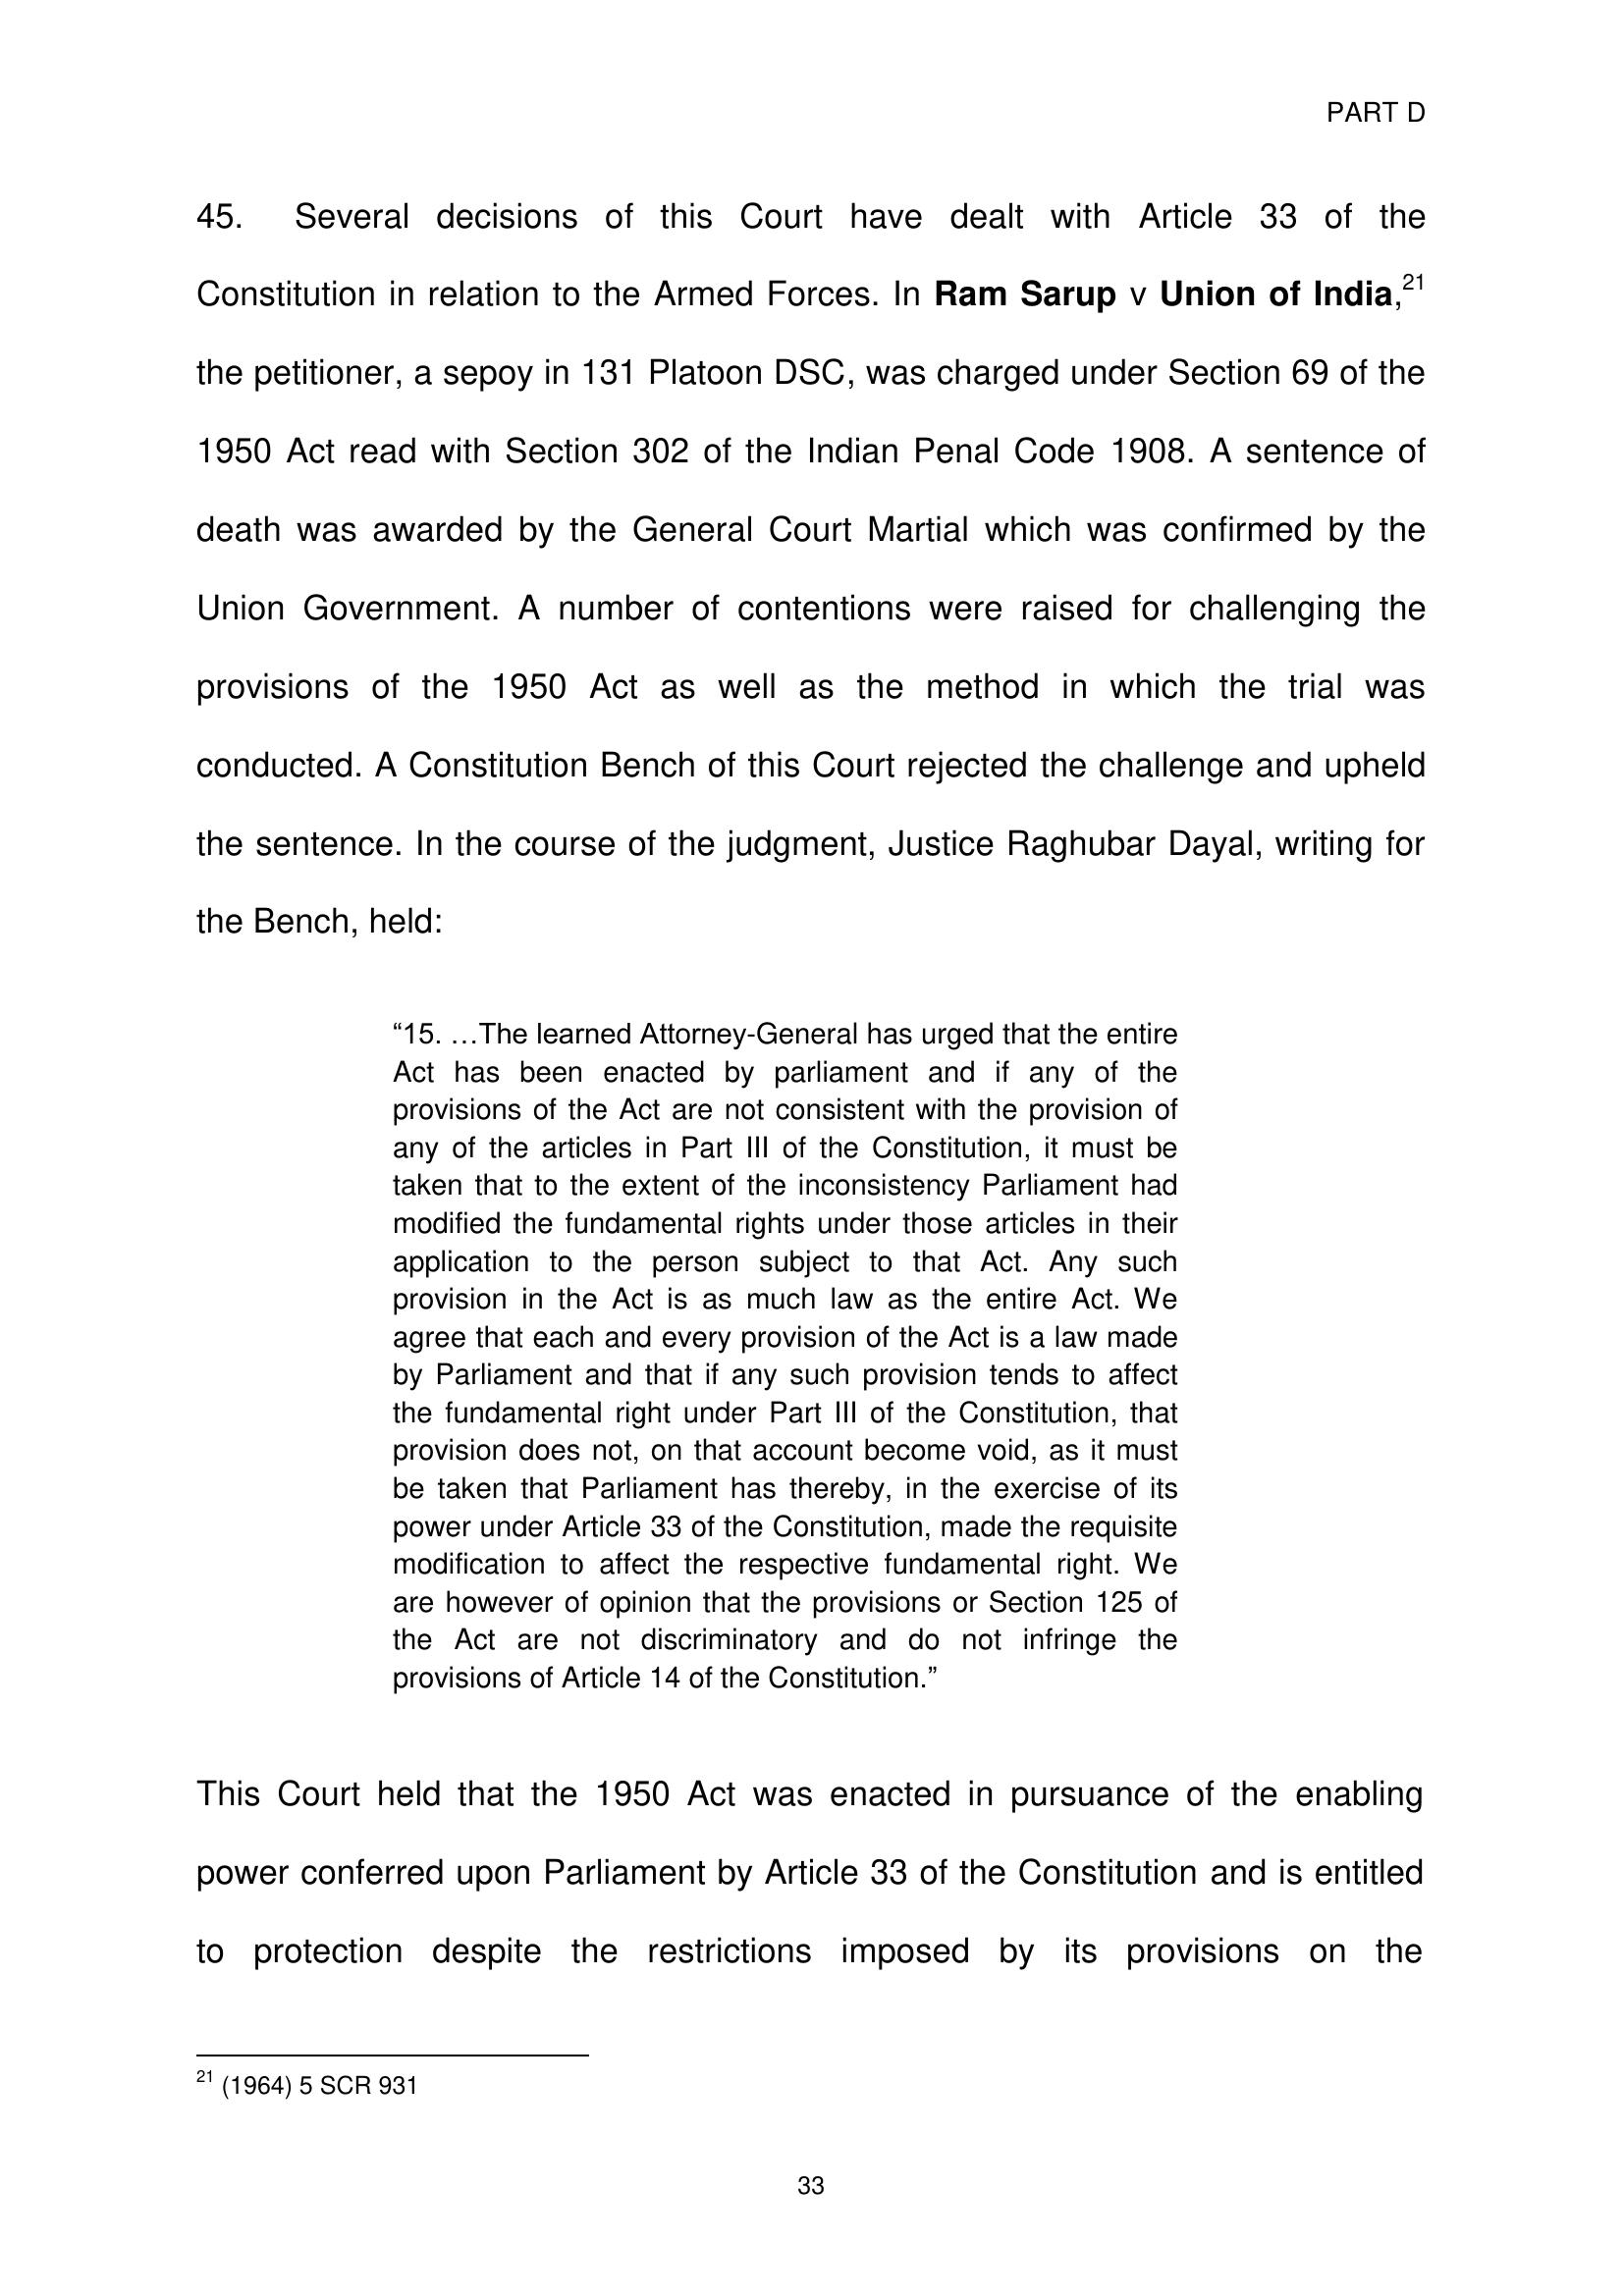 PART D
45. Several decisions of this Court have dealt with Article 33 of the
Constitution in relation to the Armed Forces. In Ram Sarup v Union of India,21
the petitioner, a sepoy in 131 Platoon DSC, was charged under Section 69 of the
1950 Act read with Section 302 of the Indian Penal Code 1908. A sentence of
death was awarded by the General Court Martial which was confirmed by the
Union Government. A number of contentions were raised for challenging the
provisions of the 1950 Act as well as the method in which the trial was
conducted. A Constitution Bench of this Court rejected the challenge and upheld
the sentence. In the course of the judgment, Justice Raghubar Dayal, writing for
the Bench, held:
“15. …The learned Attorney-General has urged that the entire
Act has been enacted by parliament and if any of the
provisions of the Act are not consistent with the provision of
any of the articles in Part III of the Constitution, it must be
taken that to the extent of the inconsistency Parliament had
modified the fundamental rights under those articles in their
application to the person subject to that Act. Any such
provision in the Act is as much law as the entire Act. We
agree that each and every provision of the Act is a law made
by Parliament and that if any such provision tends to affect
the fundamental right under Part III of the Constitution, that
provision does not, on that account become void, as it must
be taken that Parliament has thereby, in the exercise of its
power under Article 33 of the Constitution, made the requisite
modification to affect the respective fundamental right. We
are however of opinion that the provisions or Section 125 of
the Act are not discriminatory and do not infringe the
provisions of Article 14 of the Constitution.”
This Court held that the 1950 Act was enacted in pursuance of the enabling
power conferred upon Parliament by Article 33 of the Constitution and is entitled
to protection despite the restrictions imposed by its provisions on the
21 (1964) 5 SCR 931
33